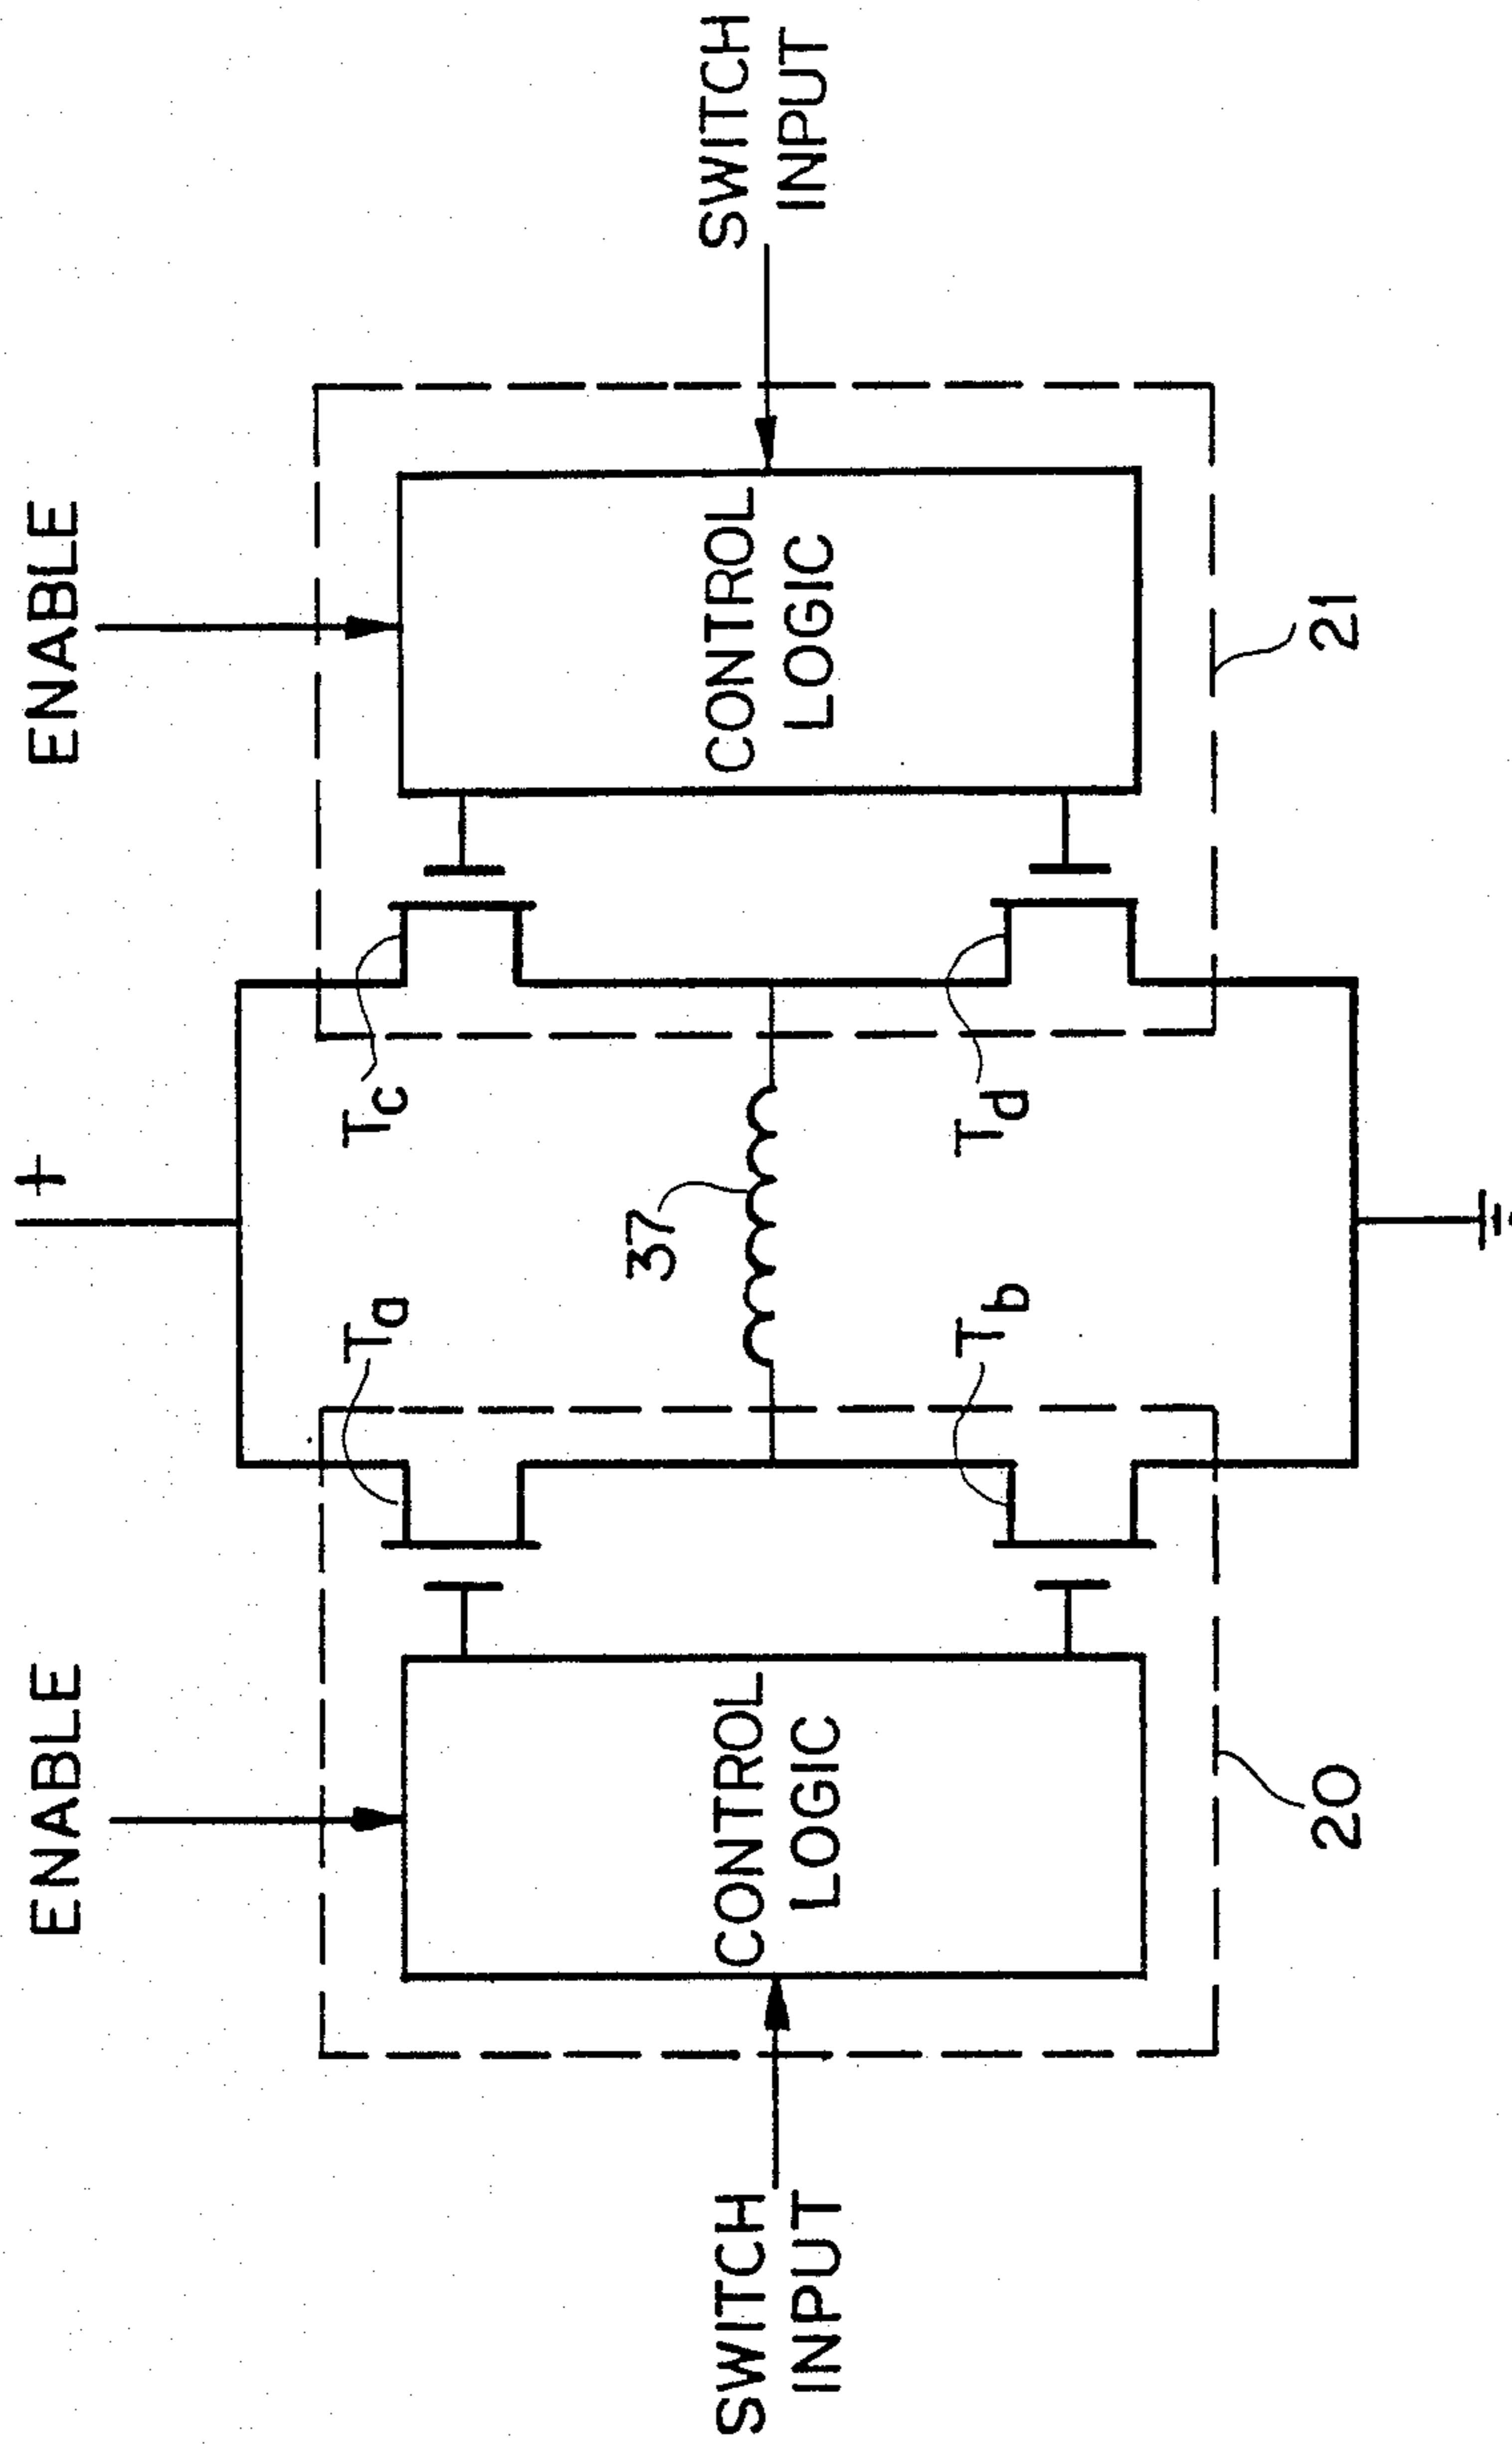 ENABLE
ENABLE
+
Ta
Tc
SWITCH
INPUT
CONTROL
LOGIC
37
CONTROL
LOGIC
SWITCH
INPUT
Tb
Td
20
21